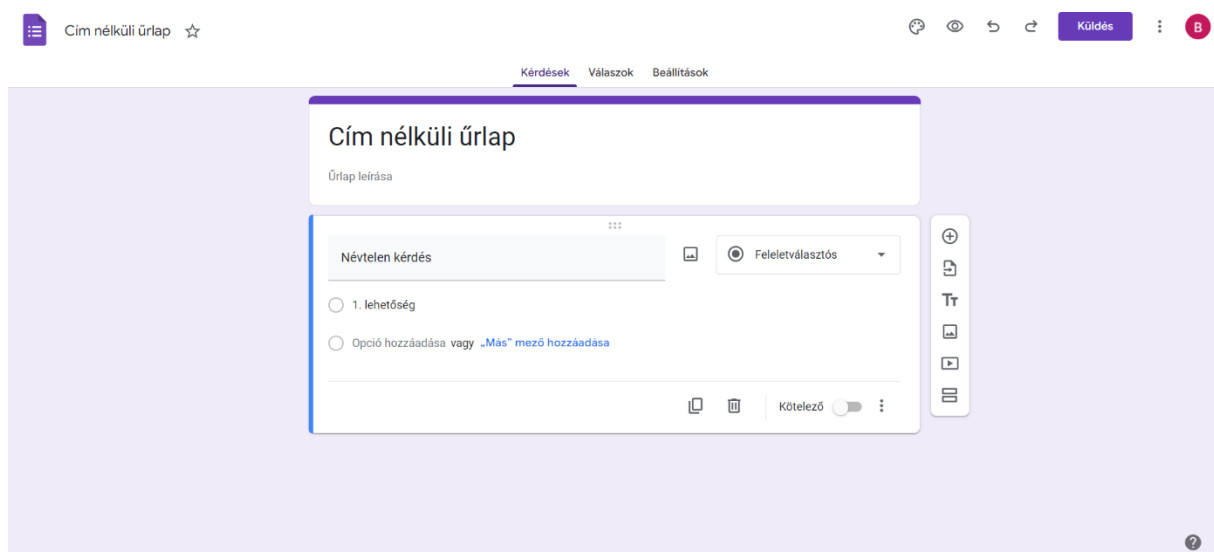 Cím nélküli űrlap
Küldés
B
Kérdések Válaszok Beállítások
Cím nélküli űrlap
Űrlap leírása
Névtelen kérdés
Feleletválasztós
1. lehetőség
Opció hozzáadása vagy „Más” mező hozzáadása
Kötelező